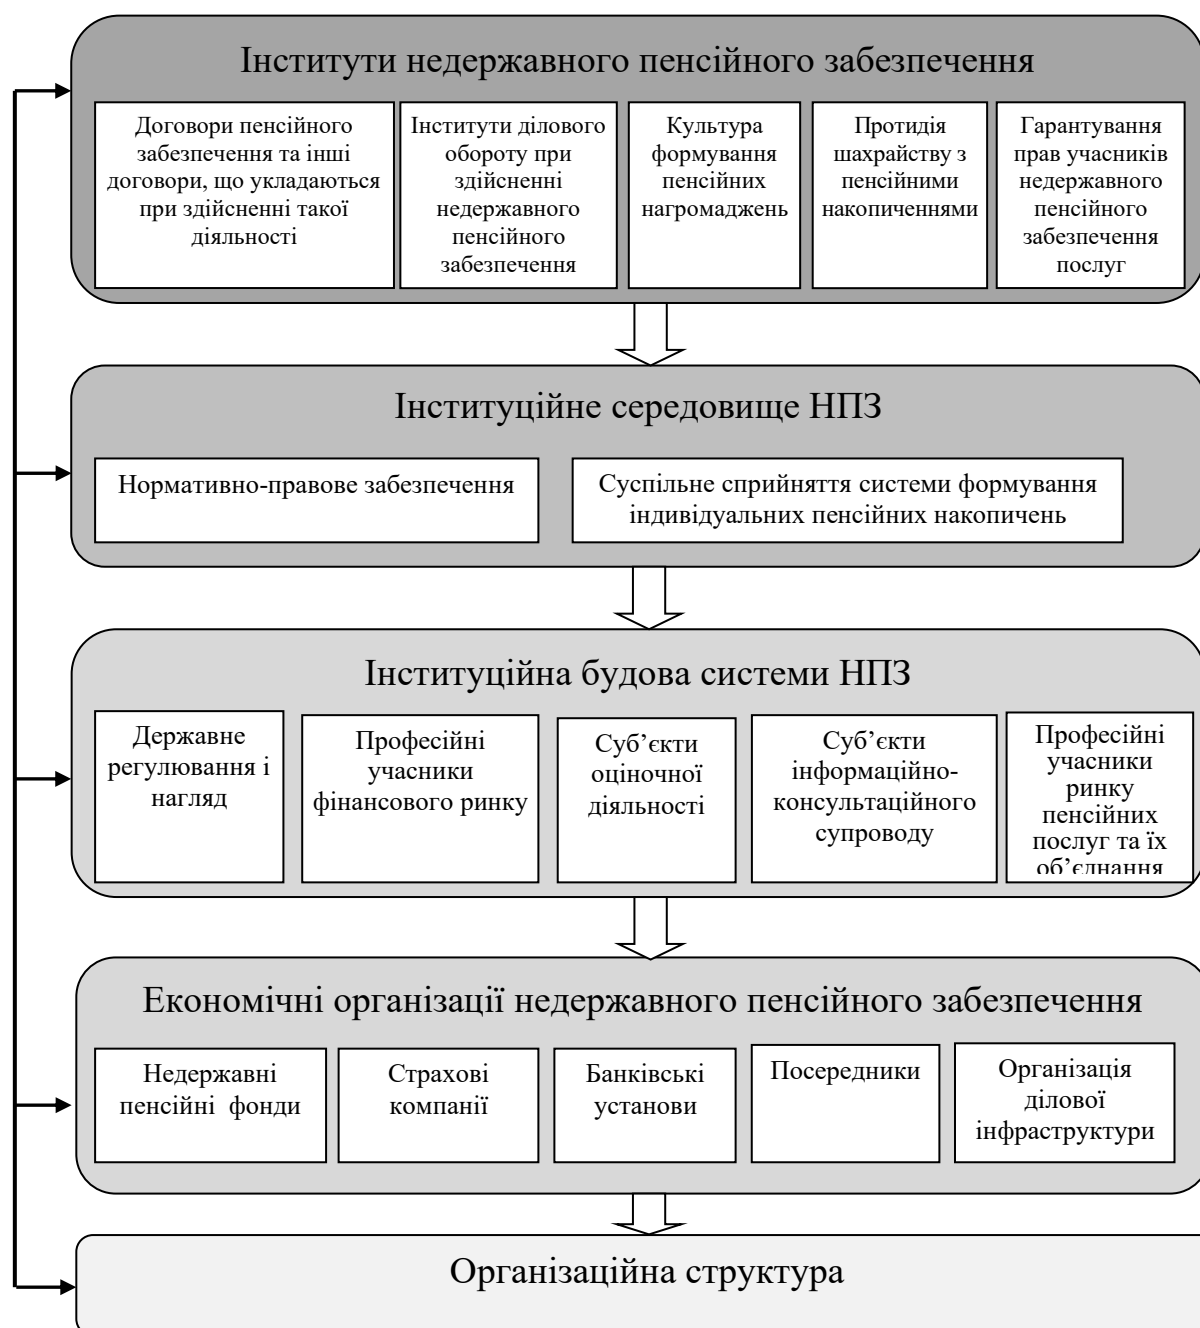 Інститути недержавного пенсійного забезпечення
Договори пенсійного
забезпечення та інші
договори, що укладаються
при здійсненні такої
діяльності
Інститути ділового
обороту при
здійсненні
недержавного
пенсійного
забезпечення
Культура
формування
пенсійних
нагромаджень
Протидія
шахрайству з
пенсійними
накопиченнями
Гарантування
прав учасників
недержавного
пенсійного
забезпечення
послуг
Інституційне середовище НПЗ
Нормативно-правове забезпечення
Суспільне сприйняття системи формування
індивідуальних пенсійних накопичень
Інституційна будова системи НПЗ
Державне
регулювання і
нагляд
Професійні
учасники
фінансового ринку
Суб’єкти
оціночної
діяльності
Суб’єкти
інформаційно-
консультаційного
супроводу
Професійні
учасники
ринку
пенсійних
послуг та їх
об’єднання
Економічні організації недержавного пенсійного забезпечення
Недержавні
пенсійні фонди
Страхові
компанії
Банківські
установи
Посередники
Організація
ділової
інфраструктури
Організаційна структура